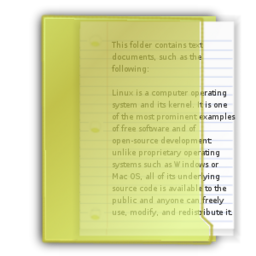 This folder contains text
documents, such as the
following:
Linux is a computer operating
system and its kernel. It is one
of the most prominent examples
of free software and of
open-source development;
unlike proprietary operating
systems such as Windows or
Mac OS, all of its underlying
source code is available to the
public and anyone can freely
use, modify, and redistribute it.